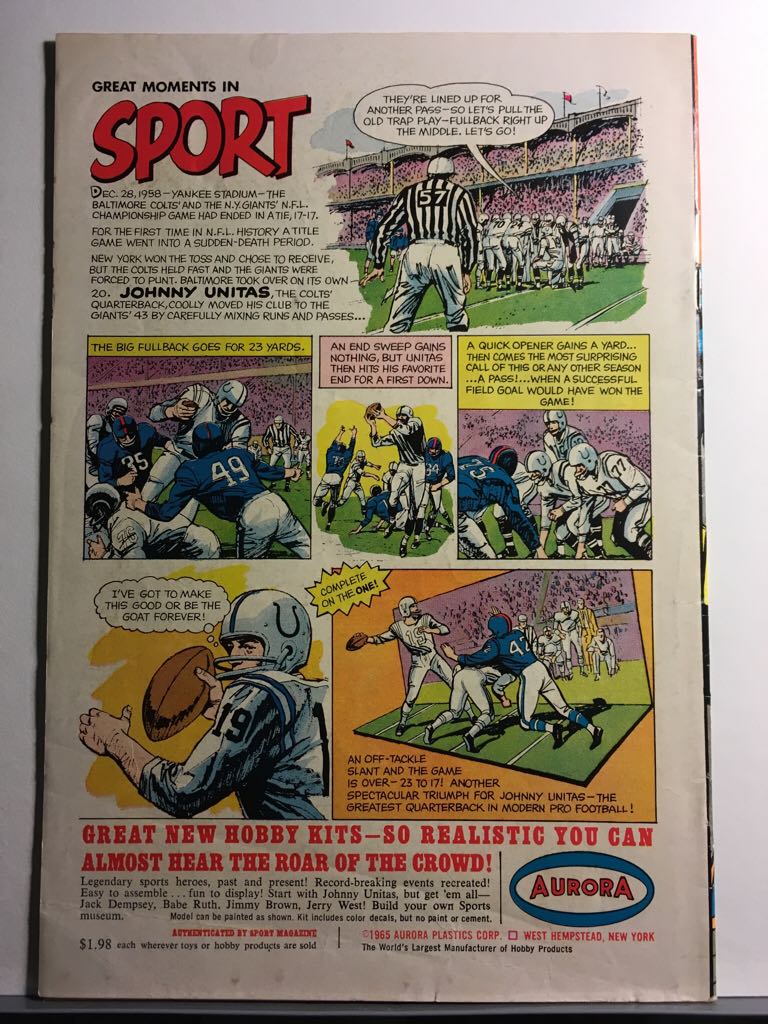 GREAT MOMENTS IN
SPORT
DEC. 28, 1958 — YANKEE STADIUM — THE
BALTIMORE COLTS' AND THE N.Y. GIANTS' N.F.L.
CHAMPIONSHIP GAME HAD ENDED IN A TIE, 17-17.
FOR THE FIRST TIME IN N.F.L. HISTORY A TITLE
GAME WENT INTO A SUDDEN-DEATH PERIOD.
NEW YORK WON THE TOSS AND CHOSE TO RECEIVE,
BUT THE COLTS HELD FAST AND THE GIANTS WERE
FORCED TO PUNT. BALTIMORE TOOK OVER ON ITS OWN
20. JOHNNY UNITAS, THE COLTS'
QUARTERBACK, COOLLY MOVED HIS CLUB TO THE
GIANTS' 43 BY CAREFULLY MIXING RUNS AND PASSES...
THEY'RE LINED UP FOR
ANOTHER PASS—SO LET'S PULL THE
OLD TRAP PLAY—FULLBACK RIGHT UP
THE MIDDLE. LET'S GO!
57
THE BIG FULLBACK GOES FOR 23 YARDS.
35
49
AN END SWEEP GAINS
NOTHING, BUT UNITAS
THEN HITS HIS FAVORITE
END FOR A FIRST DOWN.
A QUICK OPENER GAINS A YARD...
THEN COMES THE MOST SURPRISING
CALL OF THIS OR ANY OTHER SEASON
...A PASS!...WHEN A SUCCESSFUL
FIELD GOAL WOULD HAVE WON THE
GAME!
77
I'VE GOT TO MAKE
THIS GOOD OR BE THE
GOAT FOREVER!
19
COMPLETE
ON THE ONE!
19
42
AN OFF-TACKLE
SLANT AND THE GAME
IS OVER—23 TO 17! ANOTHER
SPECTACULAR TRIUMPH FOR JOHNNY UNITAS—THE
GREATEST QUARTERBACK IN MODERN PRO FOOTBALL!
GREAT NEW HOBBY KITS—SO REALISTIC YOU CAN
ALMOST HEAR THE ROAR OF THE CROWD!
Legendary sports heroes, past and present! Record-breaking events recreated!
Easy to assemble . . . fun to display! Start with Johnny Unitas, but get 'em all—
Jack Dempsey, Babe Ruth, Jimmy Brown, Jerry West! Build your own Sports
museum. Model can be painted as shown. Kit includes color decals, but no paint or cement.
AURORA
AUTHENTICATED BY SPORT MAGAZINE
$1.98 each wherever toys or hobby products are sold
©1965 AURORA PLASTICS CORP. □ WEST HEMPSTEAD, NEW YORK
The World's Largest Manufacturer of Hobby Products